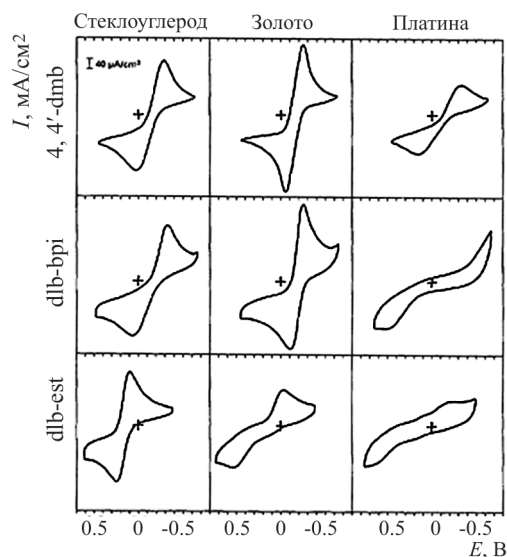 Стеклоуглерод Золото Платина
I, мА/см²
4, 4′-dmb
40 µA/cm²
dlb-bpi
dlb-est
0.5 0 -0.5 0.5 0 -0.5 0.5 0 -0.5
E, В